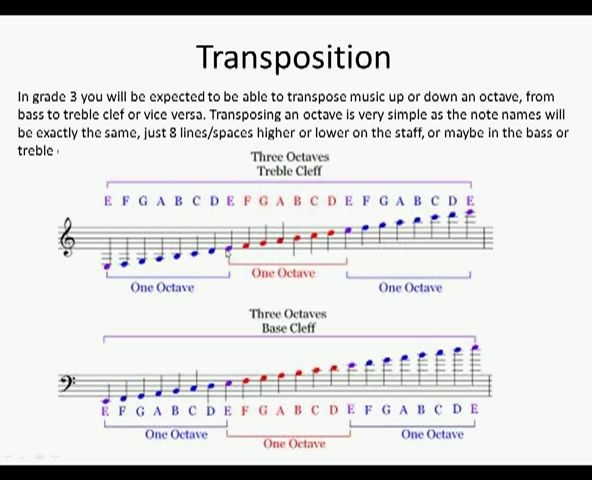 Transposition
In grade 3 you will be expected to be able to transpose music up or down an octave, from
bass to treble clef or vice versa. Transposing an octave is very simple as the note names will
be exactly the same, just 8 lines/spaces higher or lower on the staff, or maybe in the bass or
treble
Three Octaves
Treble Cleff
E F G A B C D E F G A B C D E F G A B C D E
One Octave One Octave One Octave
Three Octaves
Base Cleff
E F G A B C D E F G A B C D E F G A B C D E
One Octave One Octave One Octave